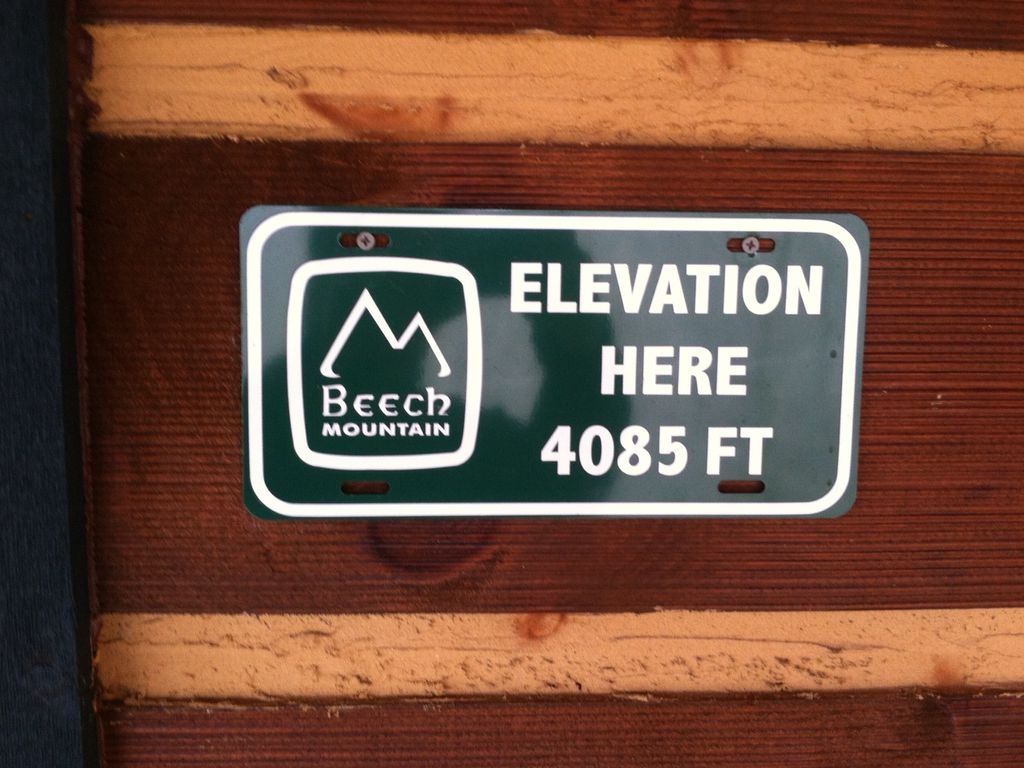 Beech
MOUNTAIN
ELEVATION
HERE
4085 FT